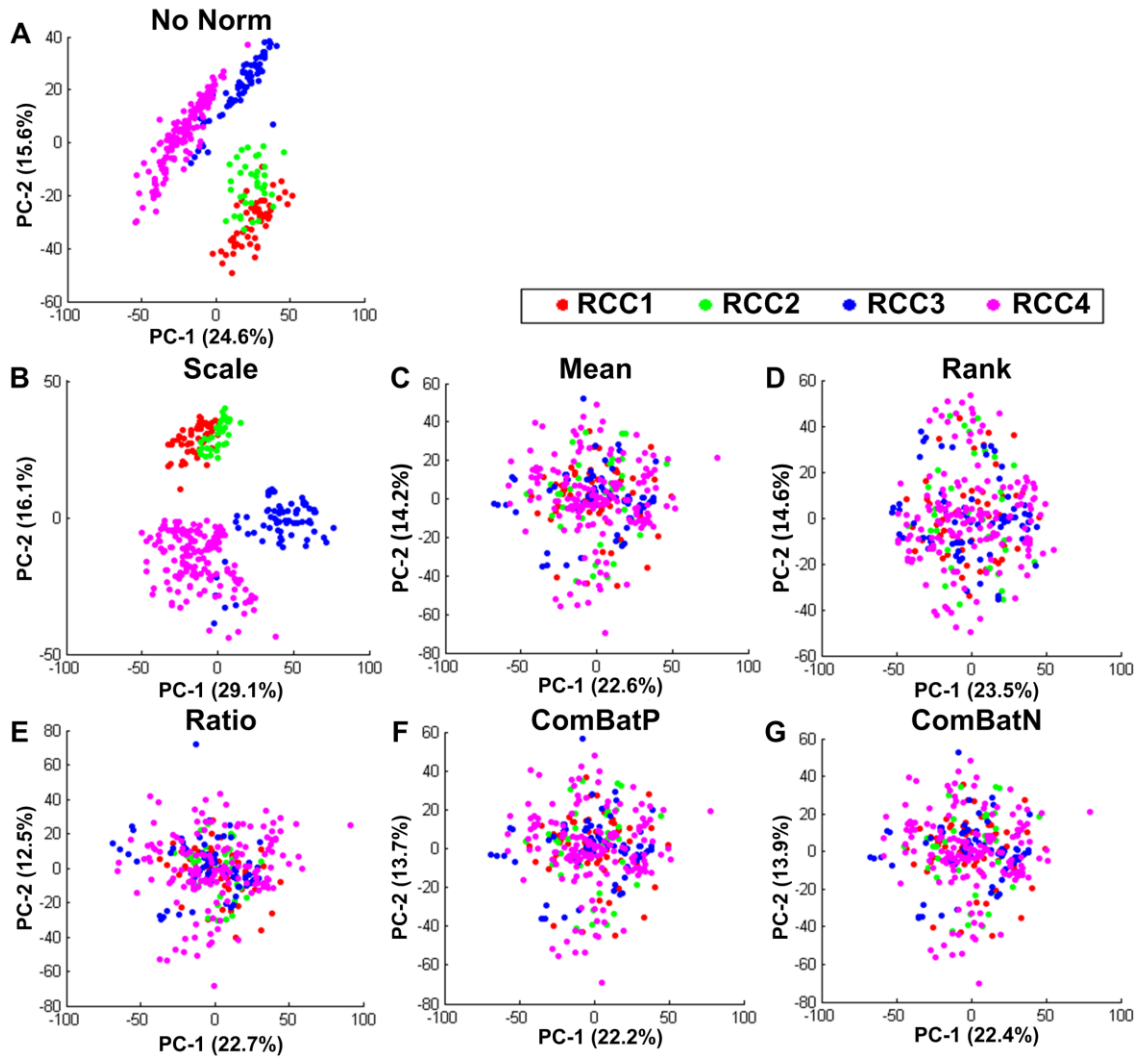 A
No Norm
40
20
0
-20
-40
-60
-100
-50
0
50
100
PC-2 (15.6%)
PC-1 (24.6%)
RCC1 RCC2 RCC3 RCC4
B
Scale
50
0
-50
-100
-50
0
50
100
PC-2 (16.1%)
PC-1 (29.1%)
C
Mean
60
40
20
0
-20
-40
-60
-80
-100
-50
0
50
100
PC-2 (14.2%)
PC-1 (22.6%)
D
Rank
60
40
20
0
-20
-40
-60
-100
-50
0
50
100
PC-2 (14.6%)
PC-1 (23.5%)
E
Ratio
80
60
40
20
0
-20
-40
-60
-80
-100
-50
0
50
100
PC-2 (12.5%)
PC-1 (22.7%)
F
ComBatP
60
40
20
0
-20
-40
-60
-80
-100
-50
0
50
100
PC-2 (13.7%)
PC-1 (22.2%)
G
ComBatN
60
40
20
0
-20
-40
-60
-80
-100
-50
0
50
100
PC-2 (13.9%)
PC-1 (22.4%)